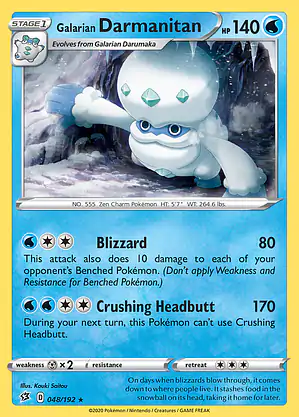 STAGE 1
Galarian Darmanitan
HP 140
Evolves from Galarian Darumaka
NO. 555 Zen Charm Pokémon HT: 5'7" WT: 264.6 lbs.
Blizzard 80
This attack also does 10 damage to each of your
opponent's Benched Pokémon. (Don't apply Weakness and
Resistance for Benched Pokémon.)
Crushing Headbutt 170
During your next turn, this Pokémon can't use Crushing
Headbutt.
weakness ×2 resistance retreat
Illus. Kouki Saitou
D 048/192 ★
On days when blizzards blow through, it comes
down to where people live. It stashes food in the
snowball on its head, taking it home for later.
©2020 Pokémon / Nintendo / Creatures / GAME FREAK